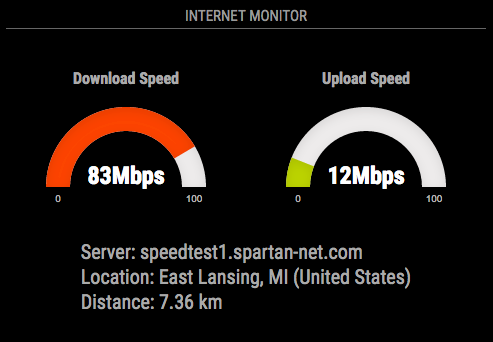 INTERNET MONITOR
Download Speed
Upload Speed
83Mbps
12Mbps
0
100
0
100
Server: speedtest1.spartan-net.com
Location: East Lansing, MI (United States)
Distance: 7.36 km